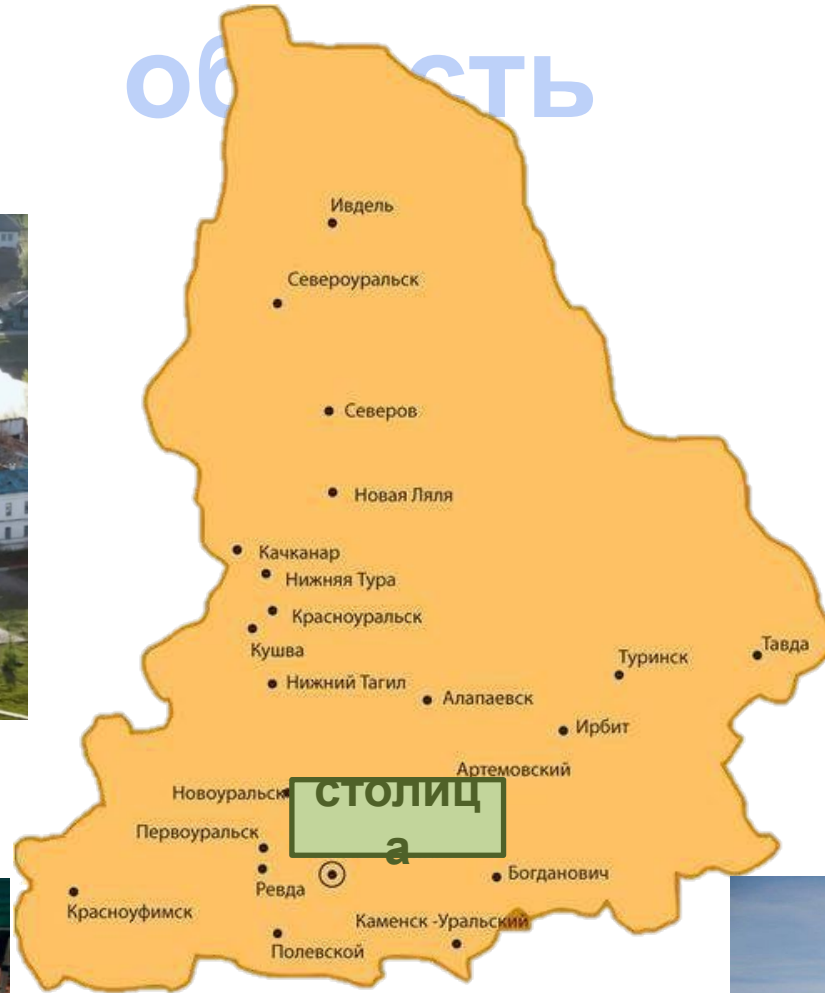 Ивдель
Североуральск
Северов
Новая Ляля
Качканар
Нижняя Тура
Красноуральск
Кушва
Тавда
Туринск
Нижний Тагил
Алапаевск
Ирбит
Артемовский
Новоуральск
столиц
а
Первоуральск
Богданович
Ревда
Красноуфимск
Каменск -Уральский
Полевской